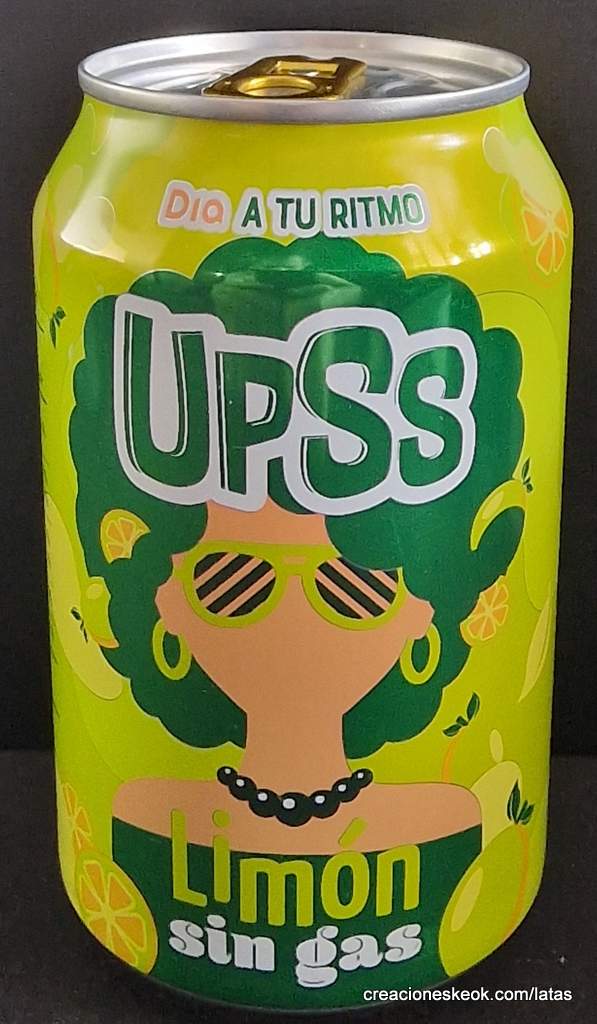 Dia A TU RITMO
UPSS
Limón
sin gas
creacioneskeok.com/latas